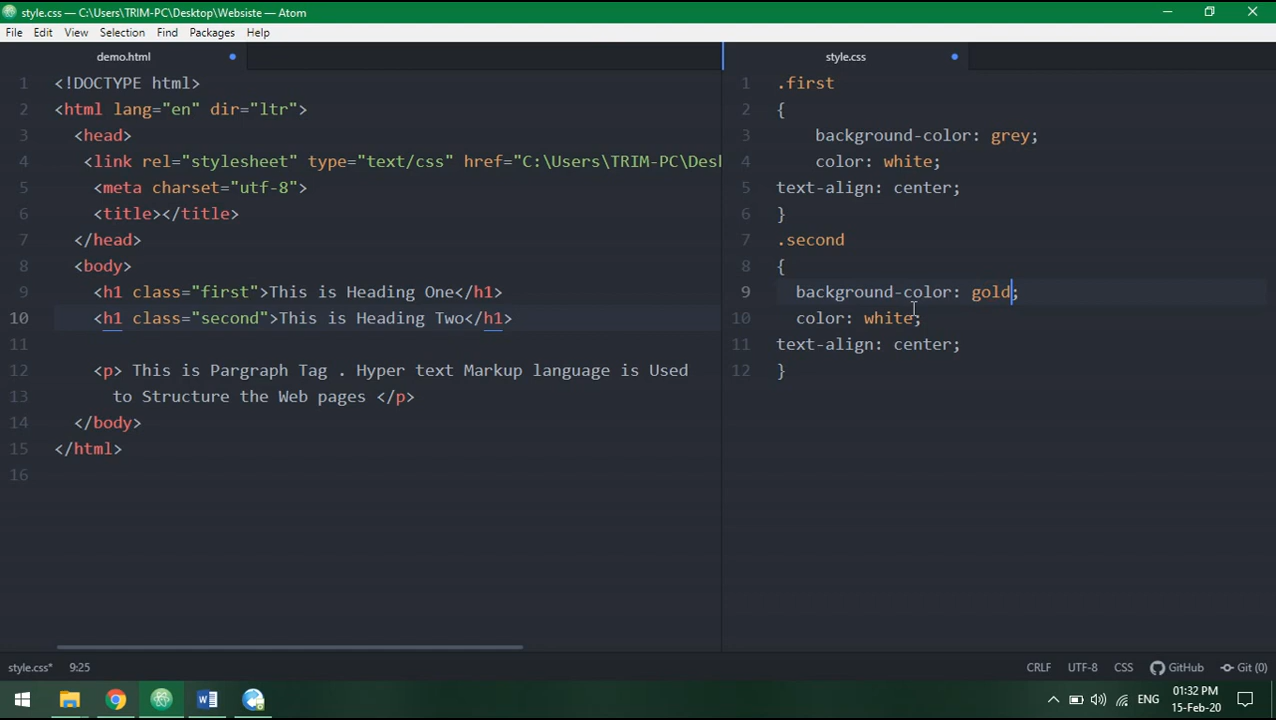 style.css — C:\Users\TRIM-PC\Desktop\Websiste — Atom
File Edit View Selection Find Packages Help
demo.html
1 <!DOCTYPE html>
2 <html lang="en" dir="ltr">
3 <head>
4 <link rel="stylesheet" type="text/css" href="C:\Users\TRIM-PC\Desk
5 <meta charset="utf-8">
6 <title></title>
7 </head>
8 <body>
9 <h1 class="first">This is Heading One</h1>
10 <h1 class="second">This is Heading Two</h1>
11
12 <p> This is Pargraph Tag . Hyper text Markup language is Used
13 to Structure the Web pages </p>
14 </body>
15 </html>
16
style.css
1 .first
2 {
3 background-color: grey;
4 color: white;
5 text-align: center;
6 }
7 .second
8 {
9 background-color: gold;
10 color: white;
11 text-align: center;
12 }
style.css* 9:25 CRLF UTF-8 CSS GitHub Git (0)
ENG
01:32 PM
15-Feb-20